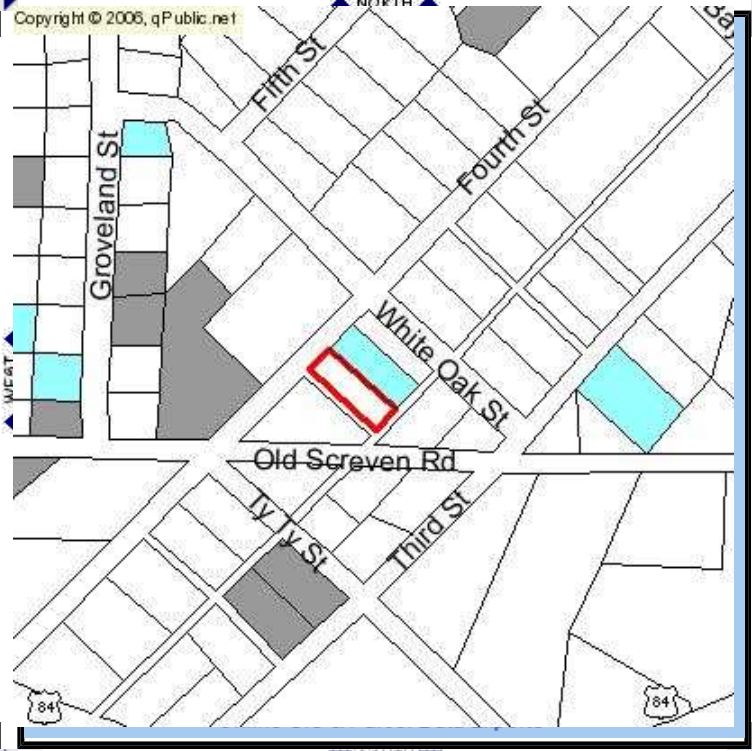 NORTH
Copyright © 2006, qPublic.net
Fifth St
Fourth St
Groveland St
WEST
White Oak St
Old Screven Rd
Ty Ty St
Third St
84
84